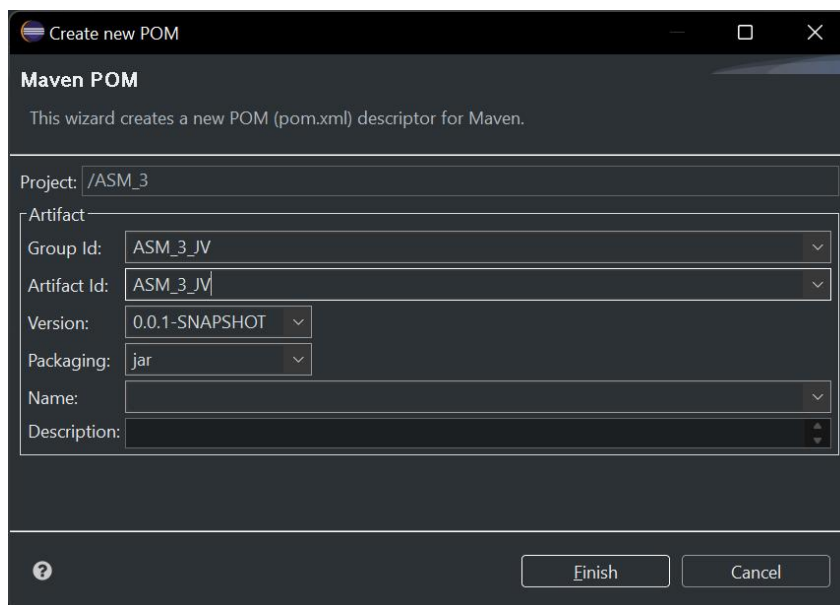 Create new POM
Maven POM
This wizard creates a new POM (pom.xml) descriptor for Maven.
Project: /ASM_3
Artifact
Group Id: ASM_3_JV
Artifact Id: ASM_3_JV
Version: 0.0.1-SNAPSHOT
Packaging: jar
Name:
Description:
? Finish Cancel